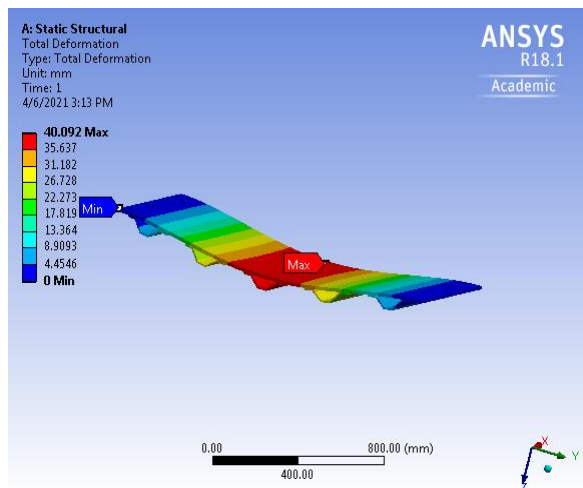 A: Static Structural
Total Deformation
Type: Total Deformation
Unit: mm
Time: 1
4/6/2021 3:13 PM
ANSYS
R18.1
Academic
40.092 Max
35.637
31.182
26.728
22.273
17.819
13.364
8.9093
4.4546
0 Min
Min
Max
0.00
800.00 (mm)
400.00
X
Y
Z